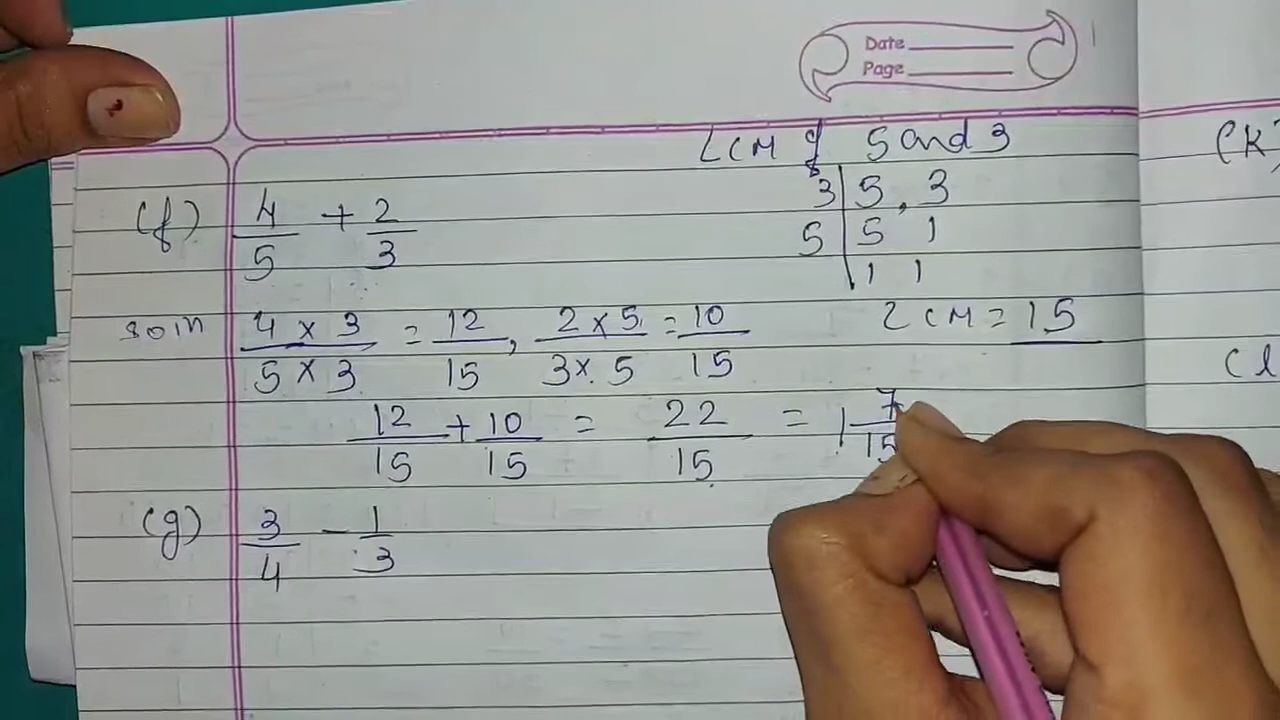 Date
Page
LCM of 5 and 3
3 | 5, 3
5 | 5 1
1 1
LCM = 15
(f) 4/5 + 2/3
soln 4 × 3 / 5 × 3 = 12/15, 2 × 5 / 3 × 5 = 10/15
12/15 + 10/15 = 22/15 = 1 7/15
(g) 3/4 - 1/3
(K)
(l